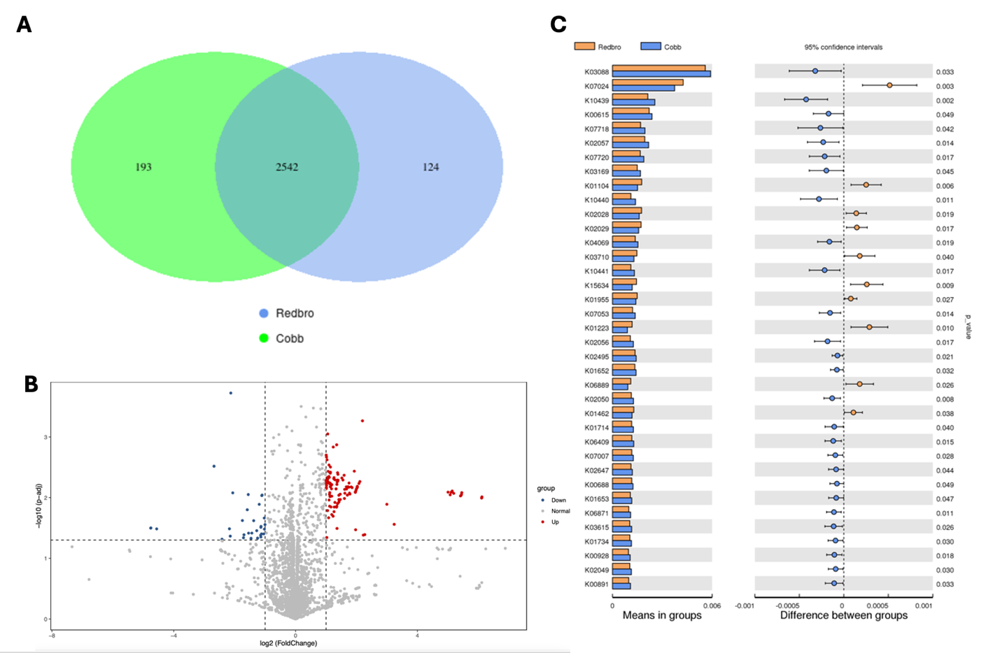 A
193
2542
124
Redbro
Cobb
B
3
2
1
0
-8
-4
0
4
-log10 (p-adj)
log2 (FoldChange)
group
Down
Normal
Up
C
Redbro
Cobb
95% confidence intervals
K03088 0.033
K07024 0.003
K10439 0.002
K00615 0.049
K07718 0.042
K02057 0.014
K07720 0.017
K03169 0.045
K01104 0.006
K10440 0.011
K02028 0.019
K02029 0.017
K04069 0.019
K03710 0.040
K10441 0.017
K15634 0.009
K01955 0.027
K07053 0.014
K01223 0.010
K02056 0.017
K02495 0.021
K01652 0.032
K06889 0.026
K02050 0.008
K01462 0.038
K01714 0.040
K06409 0.015
K07007 0.028
K02647 0.044
K00688 0.049
K01653 0.047
K06871 0.011
K03615 0.026
K01734 0.030
K00928 0.018
K02049 0.030
K00891 0.033
p_value
0 0.006
-0.001 -0.0005 0 0.0005 0.001
Means in groups
Difference between groups